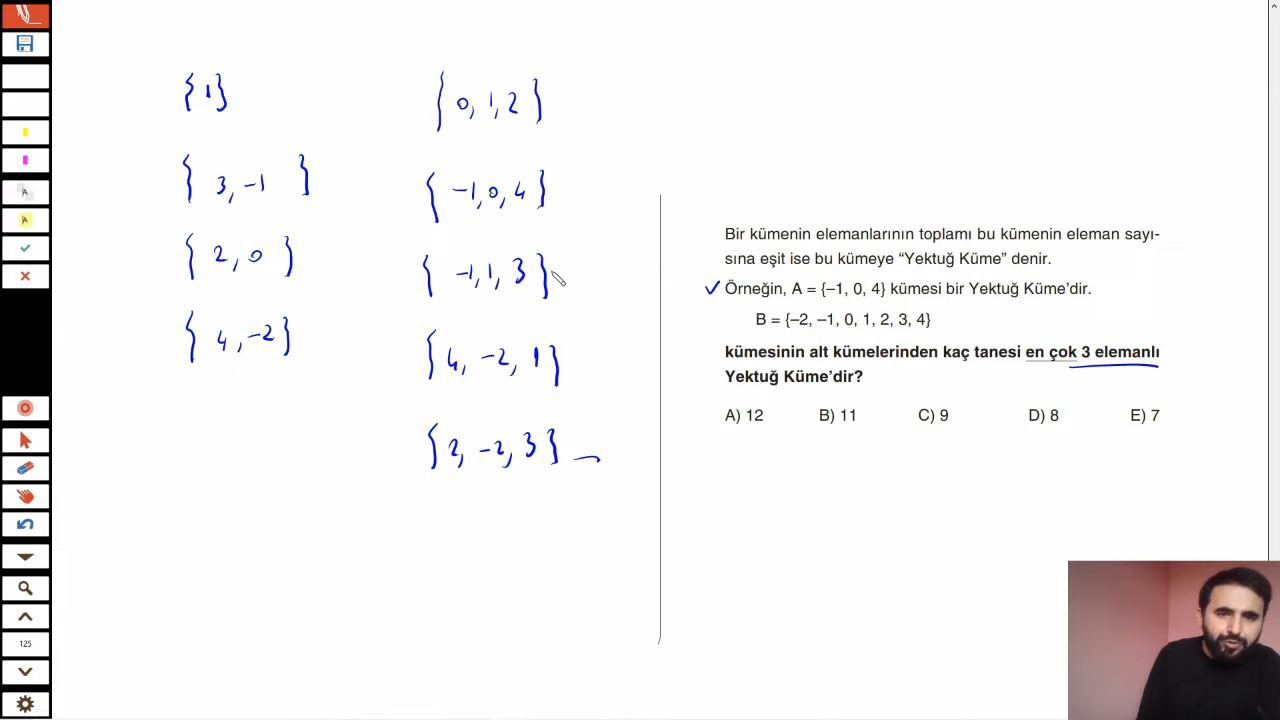 {1}
{3, -1}
{2, 0}
{4, -2}
{0, 1, 2}
{-1, 0, 4}
{-1, 1, 3}
{4, -2, 1}
{2, -2, 3}
Bir kümenin elemanlarının toplamı bu kümenin eleman sayı-
sına eşit ise bu kümeye “Yektuğ Küme” denir.
✓ Örneğin, A = {–1, 0, 4} kümesi bir Yektuğ Küme’dir.
B = {–2, –1, 0, 1, 2, 3, 4}
kümesinin alt kümelerinden kaç tanesi en çok 3 elemanlı
Yektuğ Küme’dir?
A) 12 B) 11 C) 9 D) 8 E) 7
A
A
125